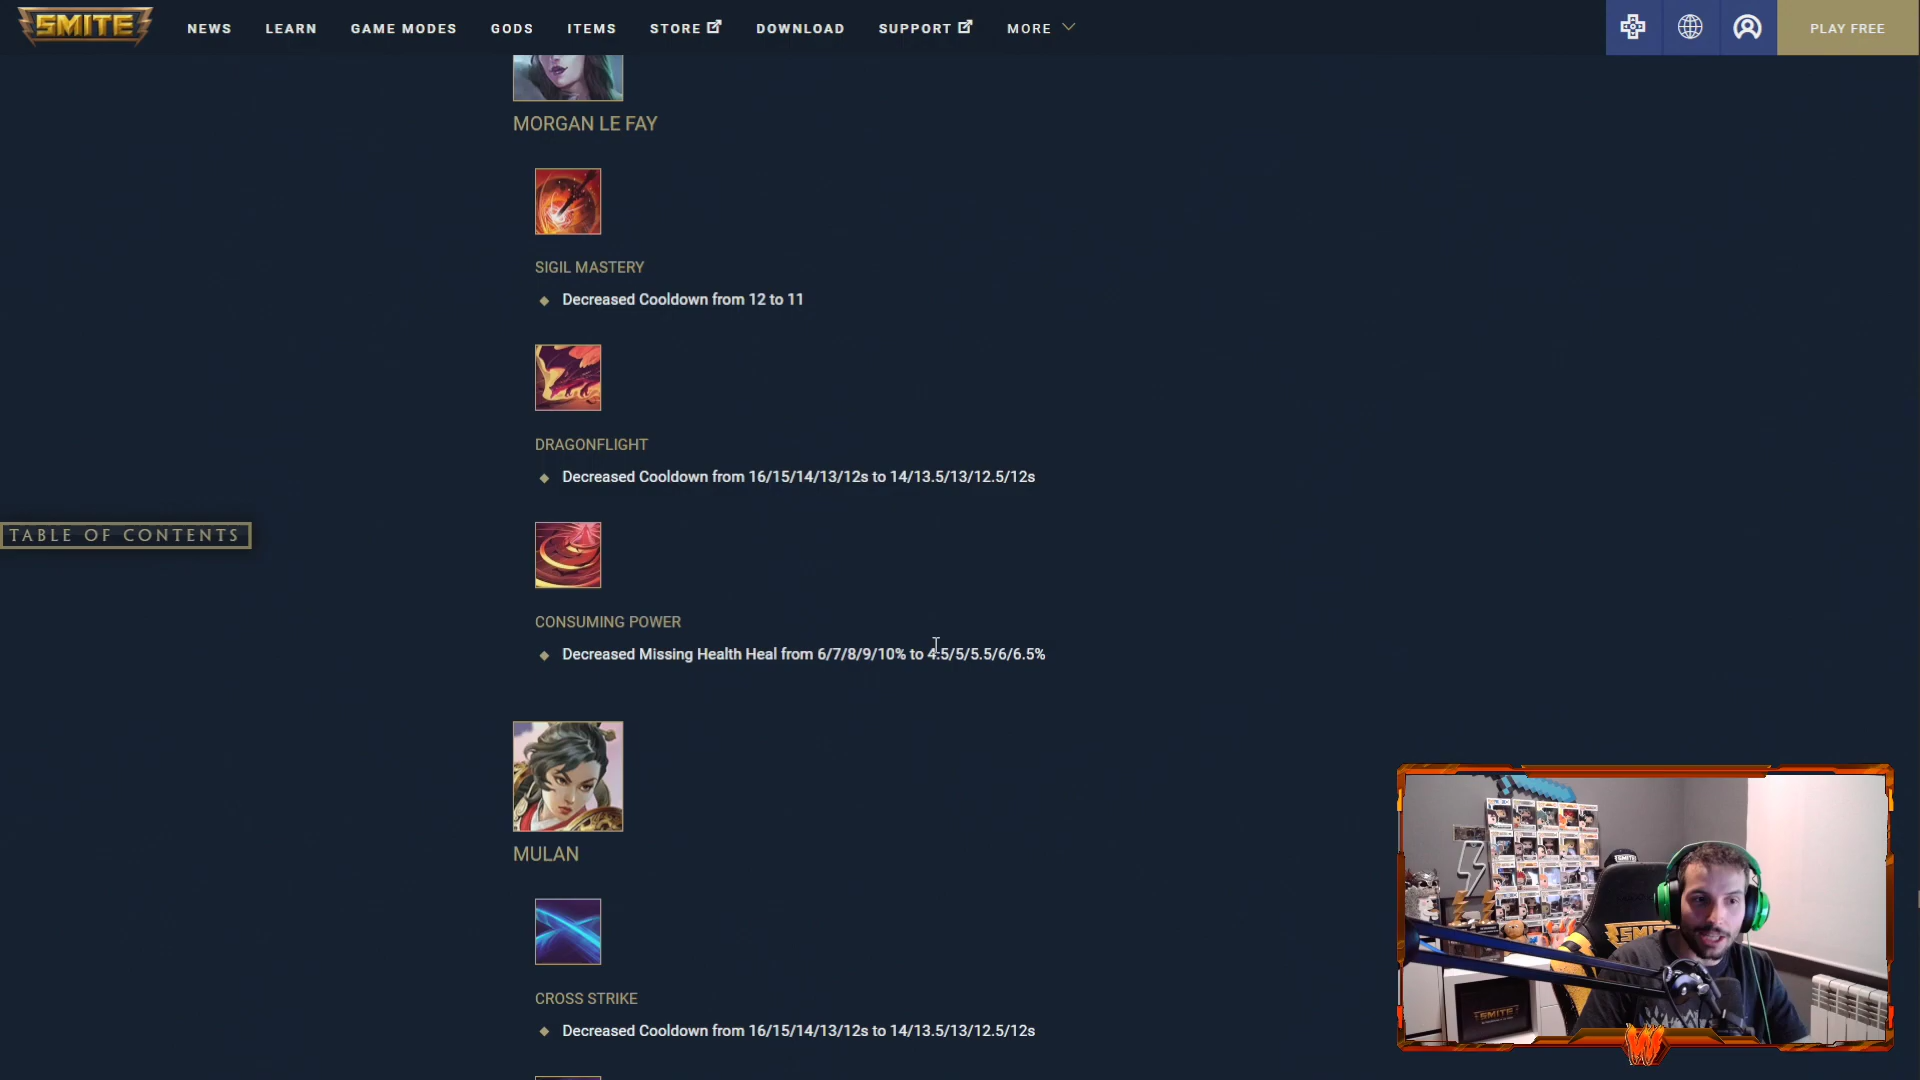 SMITE
NEWS
LEARN
GAME MODES
GODS
ITEMS
STORE
DOWNLOAD
SUPPORT
MORE
PLAY FREE
MORGAN LE FAY
SIGIL MASTERY
Decreased Cooldown from 12 to 11
DRAGONFLIGHT
Decreased Cooldown from 16/15/14/13/12s to 14/13.5/13/12.5/12s
TABLE OF CONTENTS
CONSUMING POWER
Decreased Missing Health Heal from 6/7/8/9/10% to 4.5/5/5.5/6/6.5%
MULAN
CROSS STRIKE
Decreased Cooldown from 16/15/14/13/12s to 14/13.5/13/12.5/12s
SMITE
SMITE
SMITE